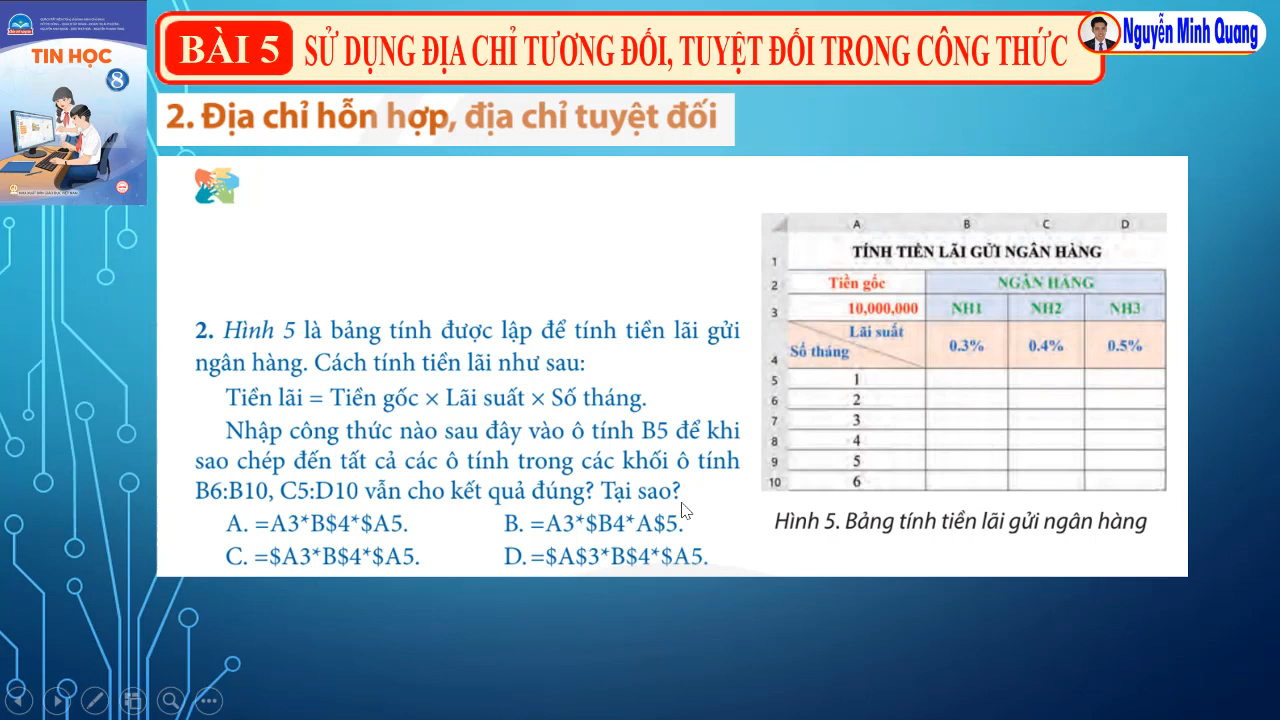 TIN HỌC
8
BÀI 5 SỬ DỤNG ĐỊA CHỈ TƯƠNG ĐỐI, TUYỆT ĐỐI TRONG CÔNG THỨC
Nguyễn Minh Quang
2. Địa chỉ hỗn hợp, địa chỉ tuyệt đối
2. Hình 5 là bảng tính được lập để tính tiền lãi gửi
ngân hàng. Cách tính tiền lãi như sau:
Tiền lãi = Tiền gốc × Lãi suất × Số tháng.
Nhập công thức nào sau đây vào ô tính B5 để khi
sao chép đến tất cả các ô tính trong các khối ô tính
B6:B10, C5:D10 vẫn cho kết quả đúng? Tại sao?
A. =A3*B$4*$A5. B. =A3*$B4*A$5.
C. =$A3*B$4*$A5. D. =$A$3*B$4*$A5.
A B C D
1 TÍNH TIỀN LÃI GỬI NGÂN HÀNG
2 Tiền gốc NGÂN HÀNG
3 10,000,000 NH1 NH2 NH3
Lãi suất
4 Số tháng 0.3% 0.4% 0.5%
5 1
6 2
7 3
8 4
9 5
10 6
Hình 5. Bảng tính tiền lãi gửi ngân hàng